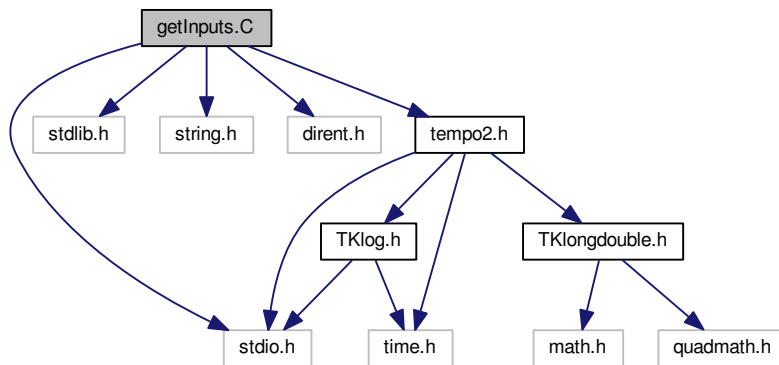 getInputs.C
stdlib.h
string.h
dirent.h
tempo2.h
TKlog.h
TKlongdouble.h
stdio.h
time.h
math.h
quadmath.h